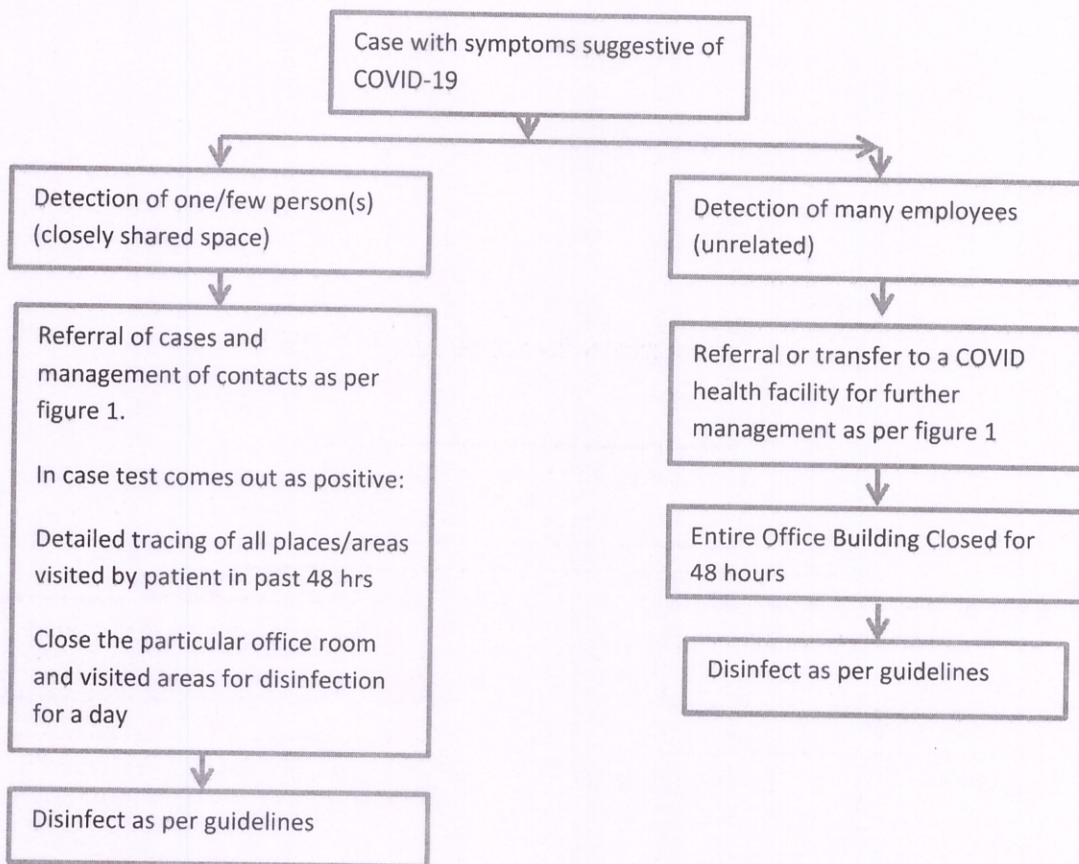 Case with symptoms suggestive of
COVID-19
Detection of one/few person(s)
(closely shared space)
Referral of cases and
management of contacts as per
figure 1.
In case test comes out as positive:
Detailed tracing of all places/areas
visited by patient in past 48 hrs
Close the particular office room
and visited areas for disinfection
for a day
Disinfect as per guidelines
Detection of many employees
(unrelated)
Referral or transfer to a COVID
health facility for further
management as per figure 1
Entire Office Building Closed for
48 hours
Disinfect as per guidelines